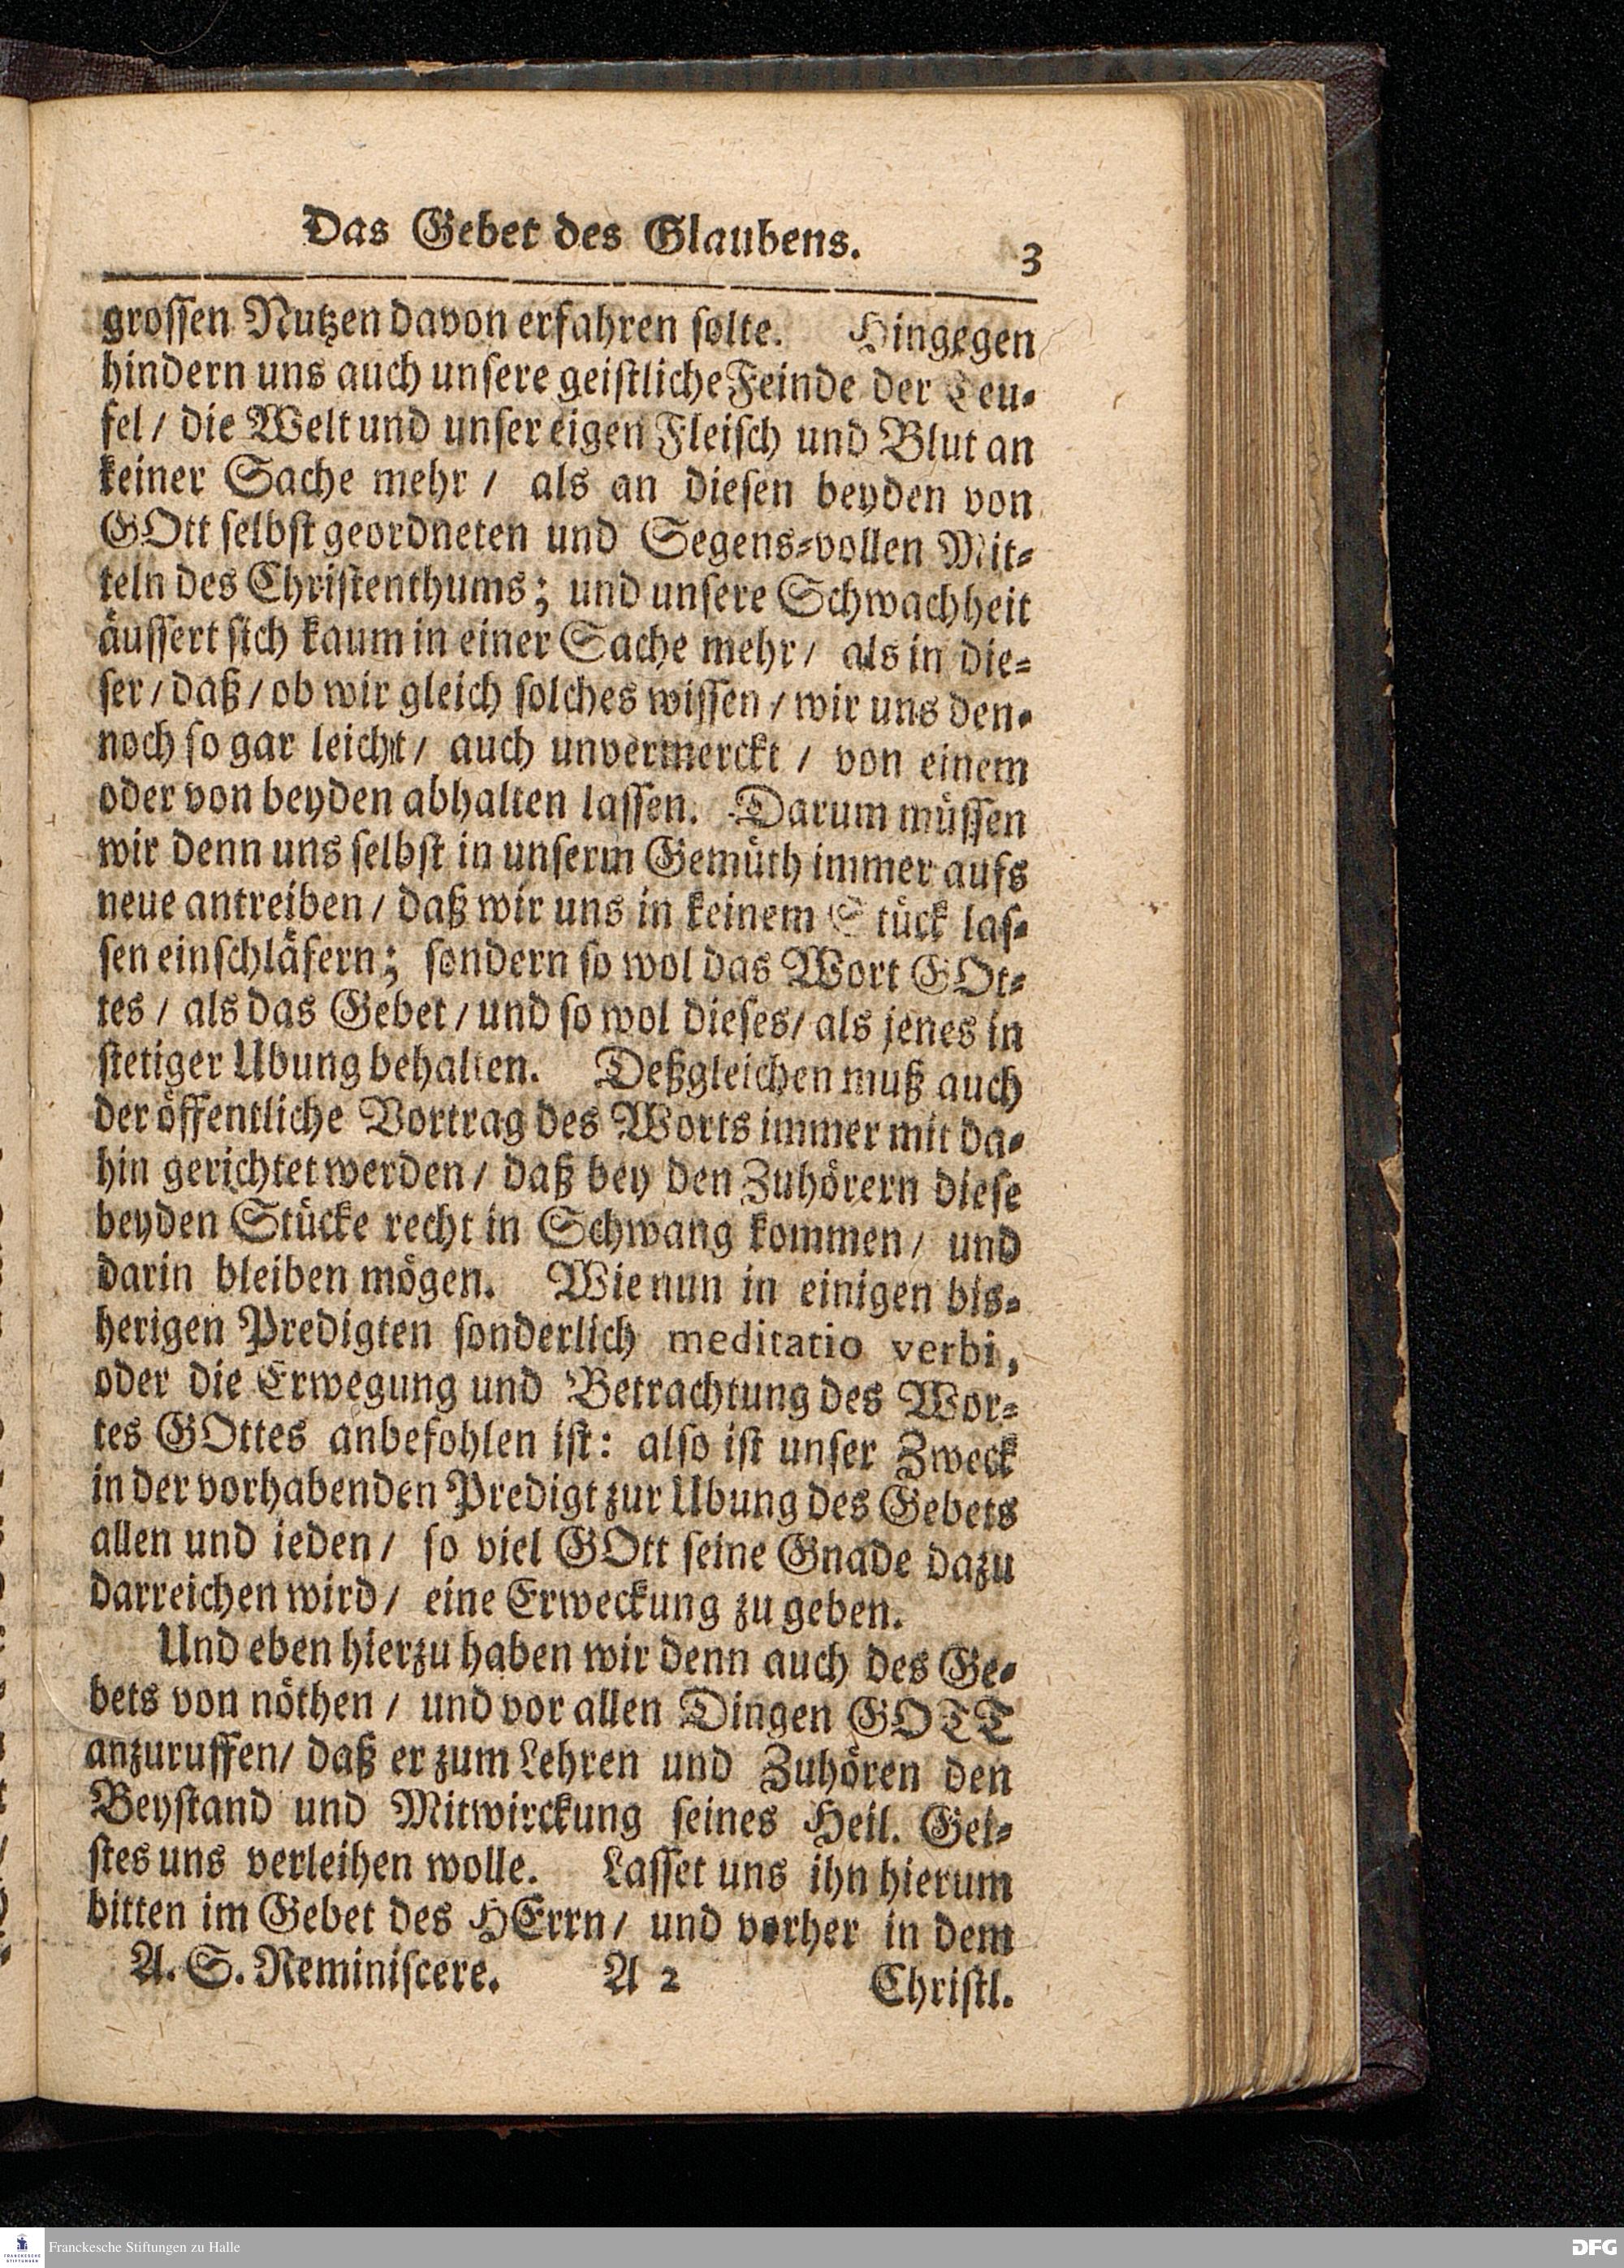 Das Gebet des Glaubens. 3
groſſen Nutzen davon erfahren ſolte. Hingegen
hindern uns auch unſere geiſtliche Feinde der Teu-
fel / die Welt und unſer eigen Fleiſch und Blut an
keiner Sache mehr / als an dieſen beyden von
GOtt ſelbſt geordneten und Segens-vollen Mit-
teln des Chriſtenthums; und unſere Schwachheit
äuſſert ſich kaum in einer Sache mehr / als in die-
ſer / daß / ob wir gleich ſolches wiſſen / wir uns den-
noch ſo gar leicht / auch unvermerckt / von einem
oder von beyden abhalten laſſen. Darum müſſen
wir denn uns ſelbſt in unſerm Gemüth immer aufs
neue antreiben / daß wir uns in keinem Stück laſ-
ſen einſchläfern; ſondern ſo wol das Wort GOt-
tes / als das Gebet / und ſo wol dieſes / als jenes in
ſtetiger Ubung behalten. Deßgleichen muß auch
der öffentliche Vortrag des Worts immer mit da-
hin gerichtet werden / daß bey den Zuhörern dieſe
beyden Stücke recht in Schwang kommen / und
darin bleiben mögen. Wie nun in einigen bis-
herigen Predigten ſonderlich meditatio verbi,
oder die Erwegung und Betrachtung des Wor-
tes GOttes anbefohlen iſt: alſo iſt unſer Zweck
in der vorhabenden Predigt zur Ubung des Gebets
allen und ieden / ſo viel GOtt ſeine Gnade dazu
darreichen wird / eine Erweckung zu geben.
Und eben hierzu haben wir denn auch des Ge-
bets von nöthen / und vor allen Dingen GOTT
anzuruffen / daß er zum Lehren und Zuhören den
Beyſtand und Mitwirckung ſeines Heil. Gei-
ſtes uns verleihen wolle. Laſſet uns ihn hierum
bitten im Gebet des HErrn / und vorher in dem
A. S. Reminiſcere. A 2 Chriſtl.
Franckesche Stiftungen zu Halle
DFG